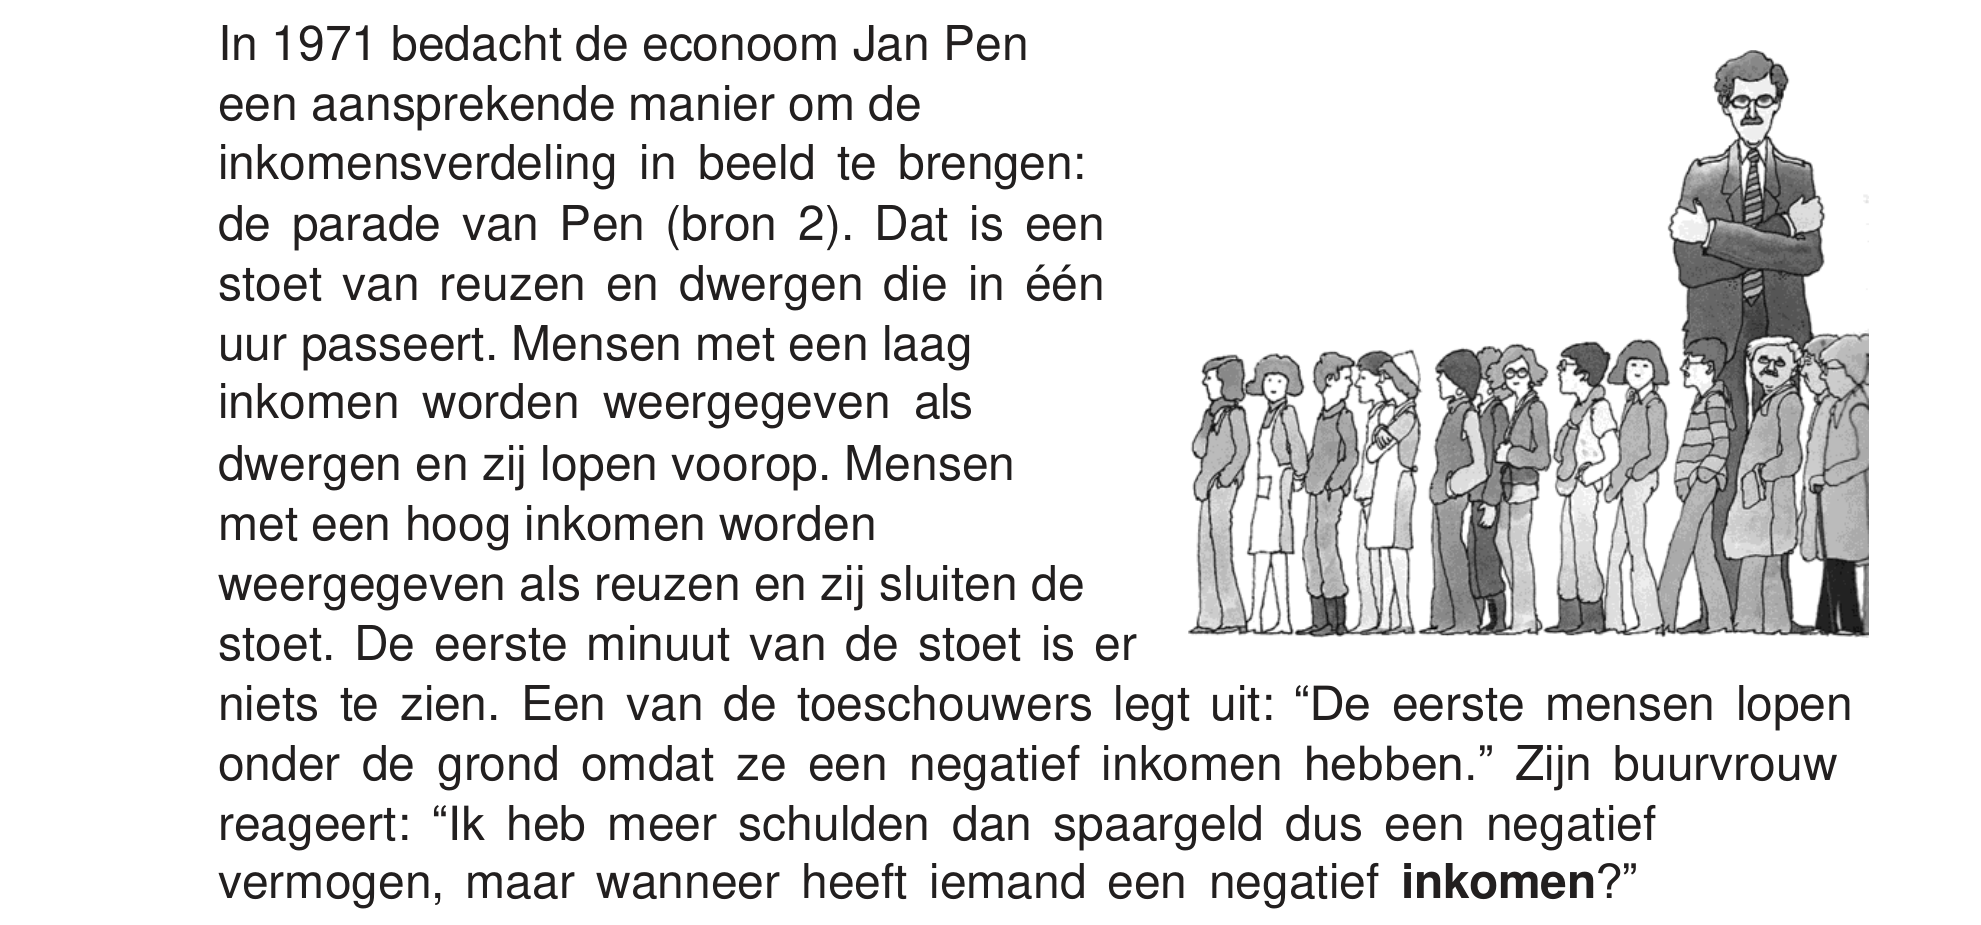 In 1971 bedacht de econoom Jan Pen
een aansprekende manier om de
inkomensverdeling in beeld te brengen:
de parade van Pen (bron 2). Dat is een
stoet van reuzen en dwergen die in één
uur passeert. Mensen met een laag
inkomen worden weergegeven als
dwergen en zij lopen voorop. Mensen
met een hoog inkomen worden
weergegeven als reuzen en zij sluiten de
stoet. De eerste minuut van de stoet is er
niets te zien. Een van de toeschouwers legt uit: “De eerste mensen lopen
onder de grond omdat ze een negatief inkomen hebben.” Zijn buurvrouw
reageert: “Ik heb meer schulden dan spaargeld dus een negatief
vermogen, maar wanneer heeft iemand een negatief inkomen?”